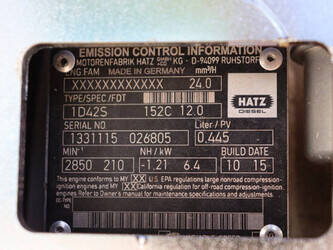 EMISSION CONTROL INFORMATION
MOTORENFABRIK HATZ GMBH +CO KG - D-94099 RUHSTORF
ENG FAM MADE IN GERMANY mm³/H
XXXXXXXXXXXX 24.0
TYPE/SPEC/FDT
1D42S 152C 12.0
HATZ
DIESEL
Liter / PV
1331115 026805 0.445
MIN⁻¹ NH / kW BUILD DATE
2850 210 -1.21 6.4 10 15
This engine conforms to MY XX U.S. EPA regulations large nonroad compression-
ignition engines and MY XX California regulation for off-road compression-ignition
engines. Refer to Owner's manual for maintenance specifications and adjustments.